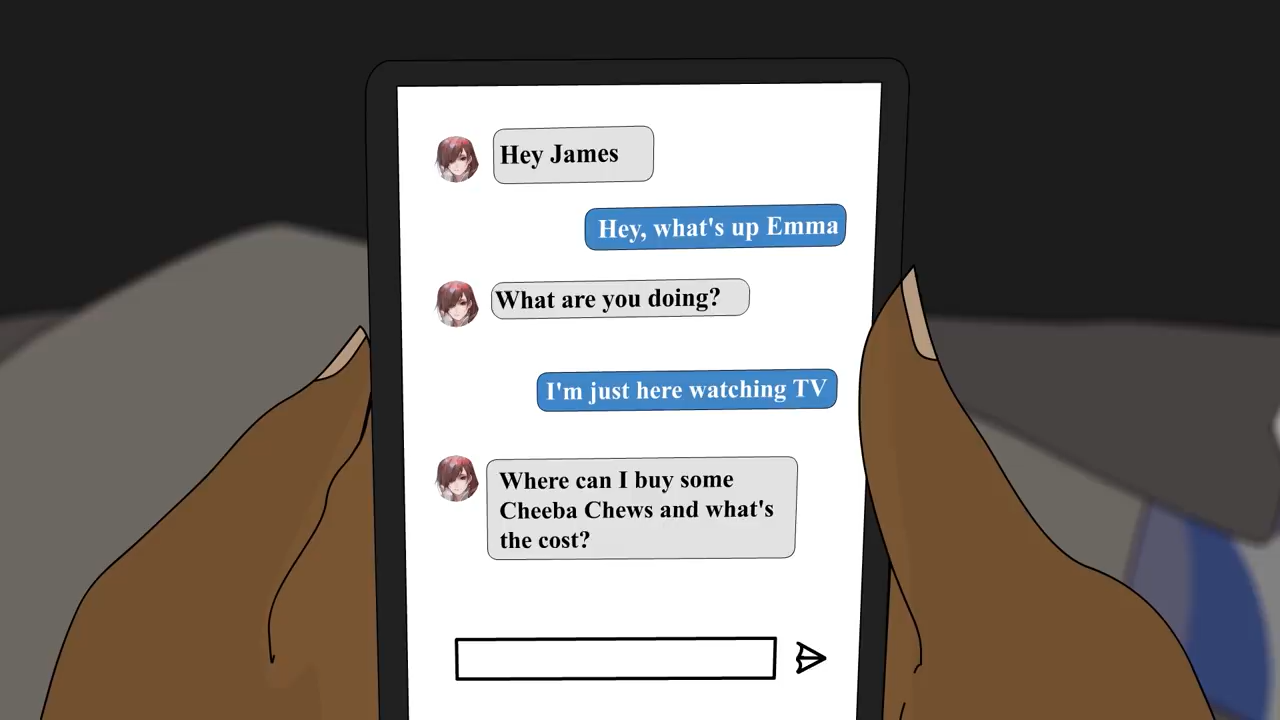 Hey James
Hey, what's up Emma
What are you doing?
I'm just here watching TV
Where can I buy some
Cheeba Chews and what's
the cost?